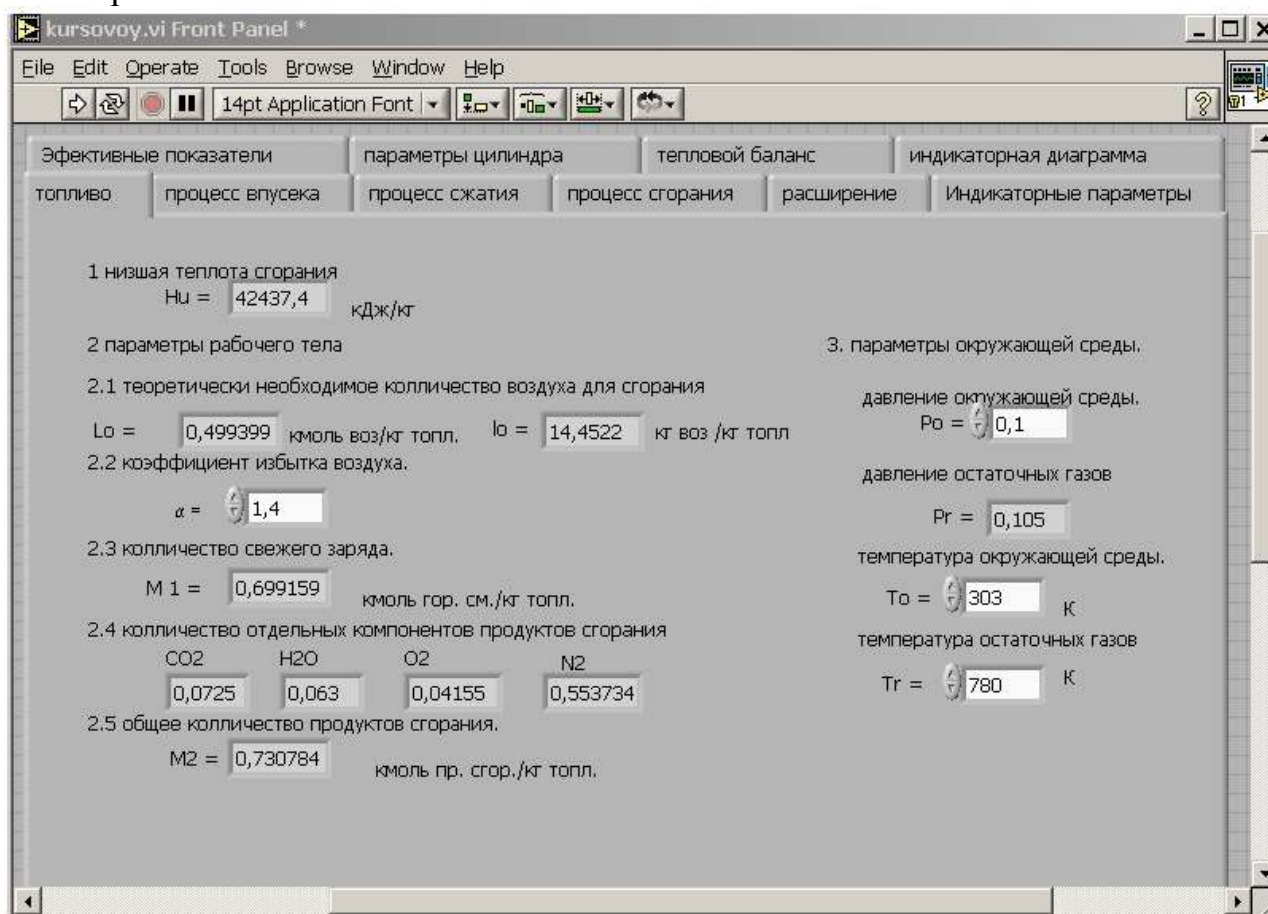 kursovoy.vi Front Panel *
File Edit Operate Tools Browse Window Help
14pt Application Font
Эфективные показатели параметры цилиндра тепловой баланс индикаторная диаграмма
топливо процесс впусека процесс сжатия процесс сгорания расширение Индикаторные параметры
1 низшая теплота сгорания
Hu = 42437,4 кДж/кг
2 параметры рабочего тела
2.1 теоретически необходимое колличество воздуха для сгорания
Lo = 0,499399 кмоль воз/кг топл. lo = 14,4522 кг воз /кг топл
2.2 коэффициент избытка воздуха.
α = 1,4
2.3 колличество свежего заряда.
M 1 = 0,699159 кмоль гор. см./кг топл.
2.4 колличество отдельных компонентов продуктов сгорания
CO2 H2O O2 N2
0,0725 0,063 0,04155 0,553734
2.5 общее колличество продуктов сгорания.
M2 = 0,730784 кмоль пр. сгор./кг топл.
3. параметры окружающей среды.
давление окружающей среды.
Po = 0,1
давление остаточных газов
Pr = 0,105
температура окружающей среды.
To = 303 К
температура остаточных газов
Tr = 780 К